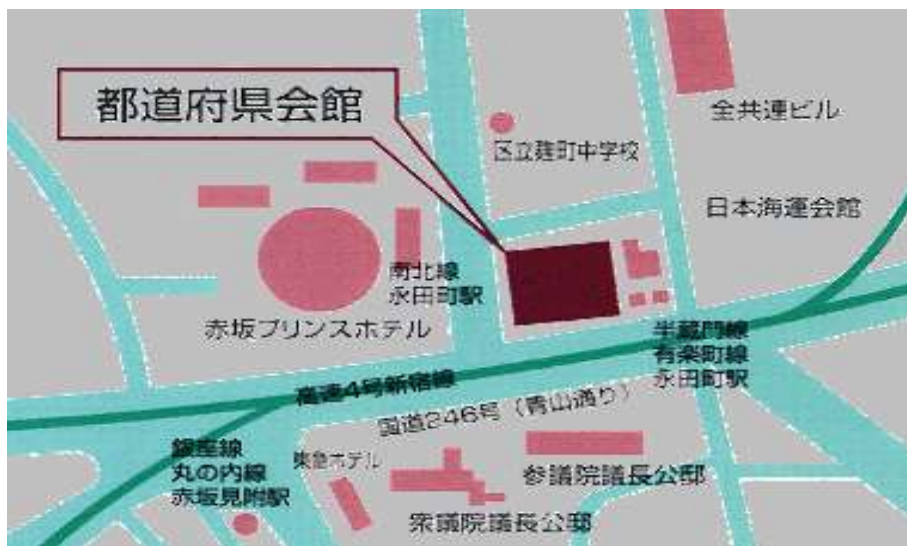 都道府県会館
全共連ビル
区立麹町中学校
日本海運会館
南北線
永田町駅
赤坂プリンスホテル
半蔵門線
有楽町線
永田町駅
高速4号新宿線
国道246号（青山通り）
銀座線
丸の内線
赤坂見附駅
東急ホテル
参議院議長公邸
衆議院議長公邸